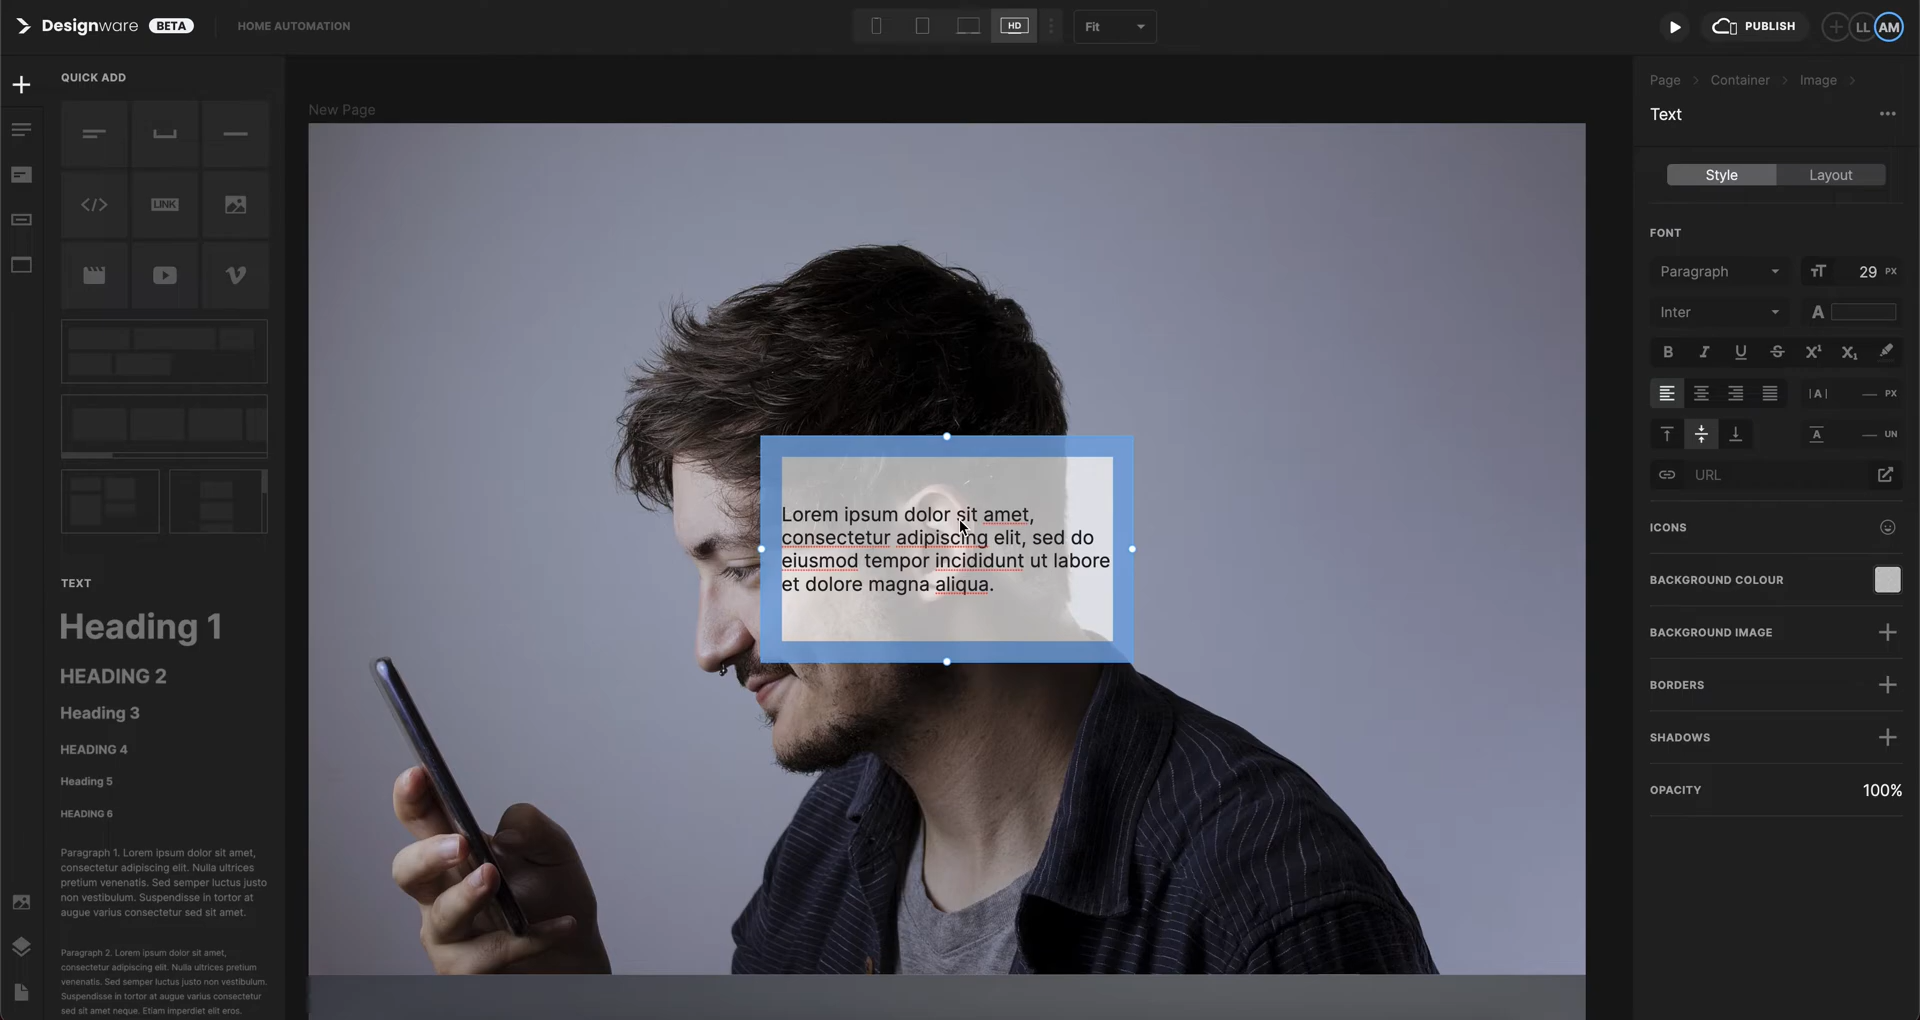 Designware BETA
HOME AUTOMATION
HD
Fit
PUBLISH
LL
AM
QUICK ADD
LINK
TEXT
Heading 1
HEADING 2
Heading 3
HEADING 4
Heading 5
HEADING 6
Paragraph 1. Lorem ipsum dolor sit amet,
consectetur adipiscing elit. Nulla ultrices
pretium venenatis. Sed semper luctus justo
non vestibulum. Suspendisse in tortor at
augue varius consectetur sed sit amet.
Paragraph 2. Lorem ipsum dolor sit amet,
consectetur adipiscing elit. Nulla ultrices pretium
venenatis. Sed semper luctus justo non vestibulum.
Suspendisse in tortor at augue varius consectetur
sed sit amet neque. Etiam imperdiet elit eros.
New Page
Lorem ipsum dolor sit amet,
consectetur adipiscing elit, sed do
eiusmod tempor incididunt ut labore
et dolore magna aliqua.
Page > Container > Image >
Text
Style
Layout
FONT
Paragraph
TT 29 PX
Inter
A
B I U S X¹ X₁
|A| — PX
A — UN
URL
ICONS
BACKGROUND COLOUR
BACKGROUND IMAGE
BORDERS
SHADOWS
OPACITY 100%